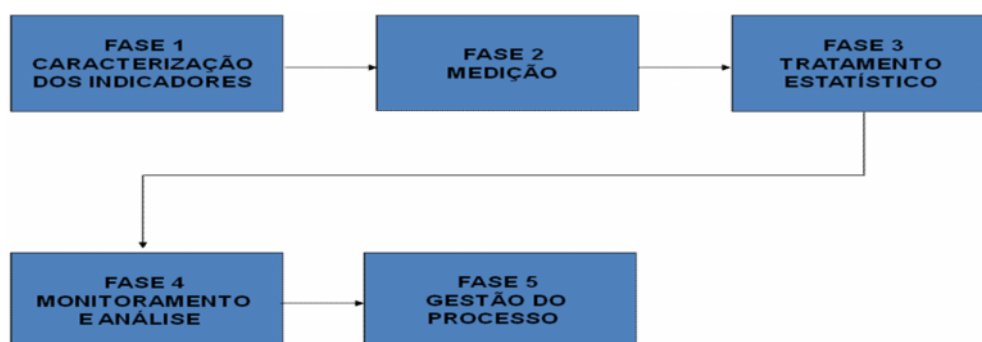 FASE 1
CARACTERIZAÇÃO
DOS INDICADORES
FASE 2
MEDIÇÃO
FASE 3
TRATAMENTO
ESTATÍSTICO
FASE 4
MONITORAMENTO
E ANÁLISE
FASE 5
GESTÃO DO
PROCESSO